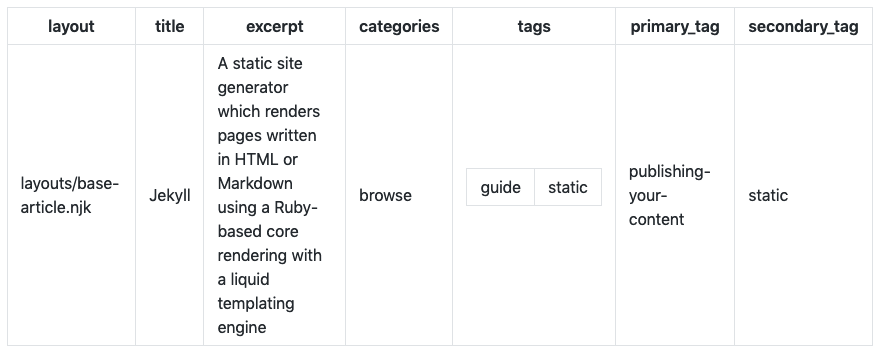 layout title excerpt categories tags primary_tag secondary_tag
layouts/base-
article.njk
Jekyll
A static site
generator
which renders
pages written
in HTML or
Markdown
using a Ruby-
based core
rendering with
a liquid
templating
engine
browse
guide static
publishing-
your-
content
static